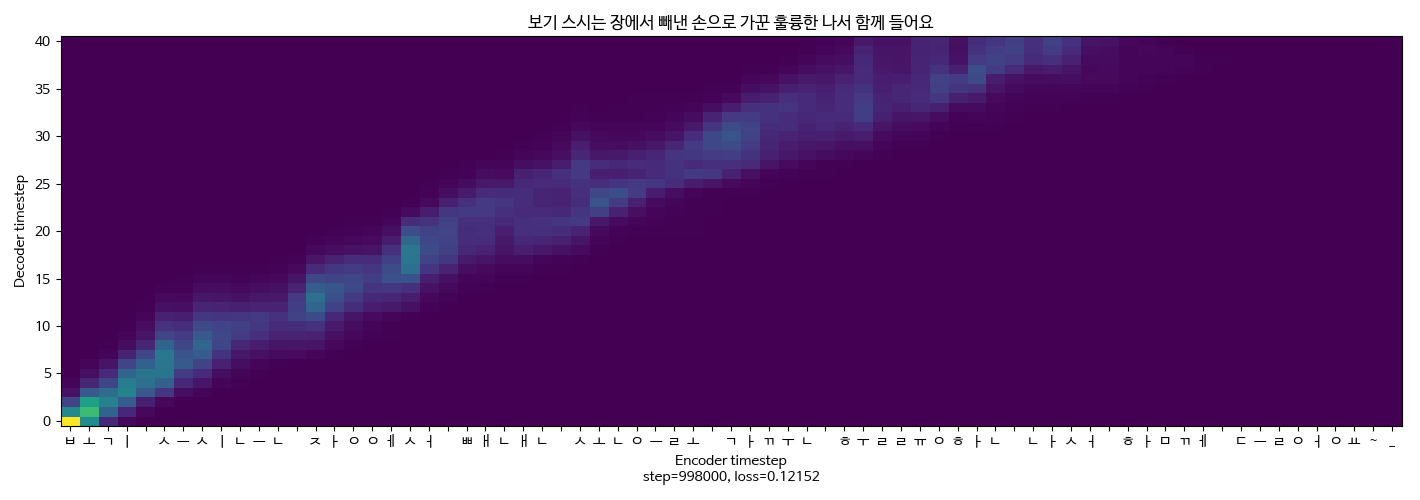 보기 스시는 장에서 빼낸 손으로 가꾼 훌륭한 나서 함께 들어요
40
35
30
25
20
15
10
5
0
Decoder timestep
ㅂ ㅗ ㄱ ㅣ ㅅ ㅡ ㅅ ㅣ ㄴ ㅡ ㄴ ㅈ ㅏ ㅇ ㅇ ㅔ ㅅ ㅓ ㅃ ㅐ ㄴ ㅐ ㄴ ㅅ ㅗ ㄴ ㅇ ㅡ ㄹ ㅗ ㄱ ㅏ ㄲ ㅜ ㄴ ㅎ ㅜ ㄹ ㄹ ㅠ ㅇ ㅎ ㅏ ㄴ ㄴ ㅏ ㅅ ㅓ ㅎ ㅏ ㅁ ㄲ ㅔ ㄷ ㅡ ㄹ ㅇ ㅓ ㅇ ㅛ ~ _
Encoder timestep
step=998000, loss=0.12152